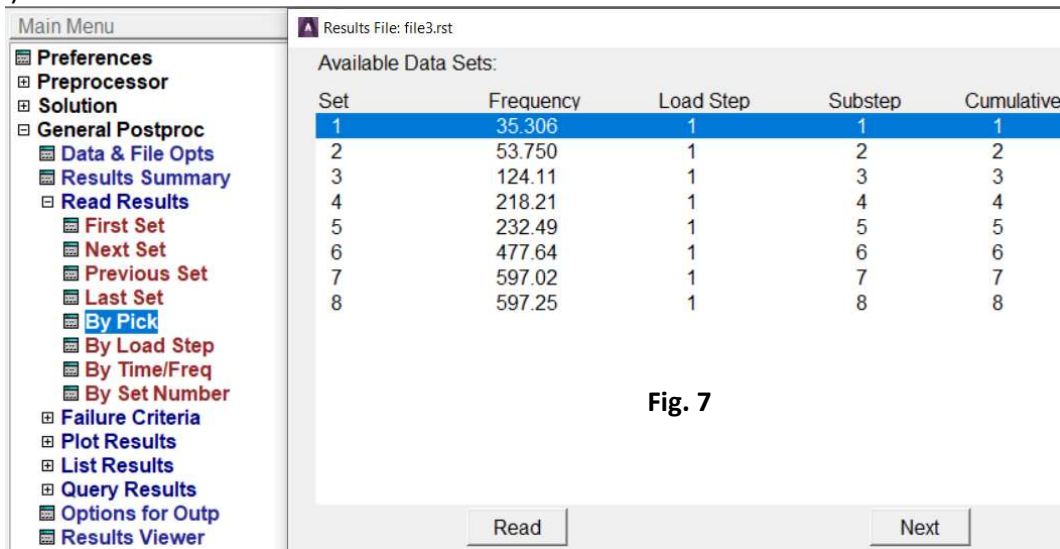 Main Menu
Preferences
Preprocessor
Solution
General Postproc
Data & File Opts
Results Summary
Read Results
First Set
Next Set
Previous Set
Last Set
By Pick
By Load Step
By Time/Freq
By Set Number
Failure Criteria
Plot Results
List Results
Query Results
Options for Outp
Results Viewer
Results File: file3.rst
Available Data Sets:
Set Frequency Load Step Substep Cumulative
1 35.306 1 1 1
2 53.750 1 2 2
3 124.11 1 3 3
4 218.21 1 4 4
5 232.49 1 5 5
6 477.64 1 6 6
7 597.02 1 7 7
8 597.25 1 8 8
Fig. 7
Read Next